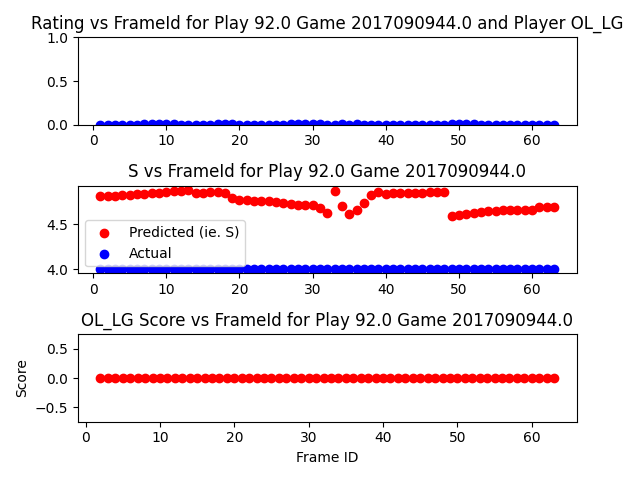 Rating vs FrameId for Play 92.0 Game 2017090944.0 and Player OL_LG
1.0
0.5
0.0
0 10 20 30 40 50 60
S vs FrameId for Play 92.0 Game 2017090944.0
4.5
4.0
Predicted (ie. S)
Actual
0 10 20 30 40 50 60
OL_LG Score vs FrameId for Play 92.0 Game 2017090944.0
Score
0.5
0.0
−0.5
0 10 20 30 40 50 60
Frame ID